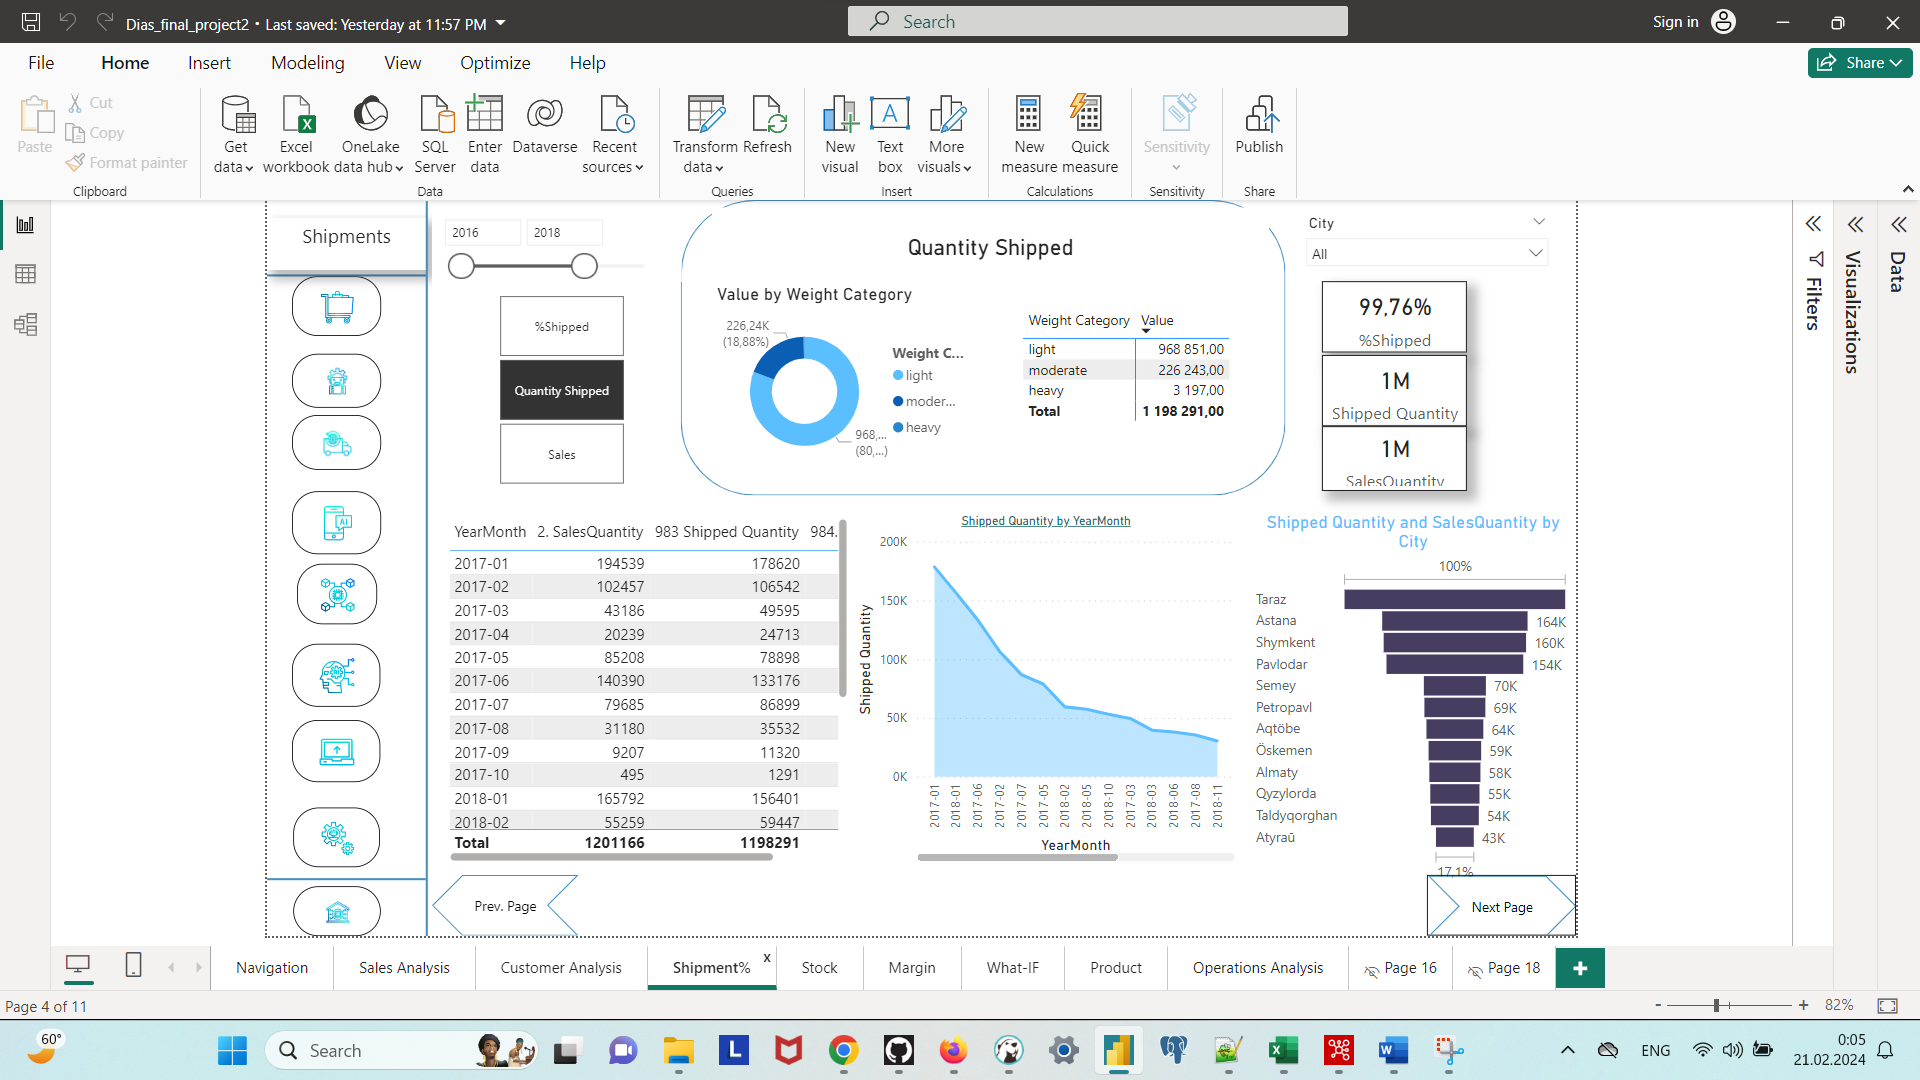 Dias_final_project2 • Last saved: Yesterday at 11:57 PM
Search
Sign in
File Home Insert Modeling View Optimize Help
Share
Paste
Cut
Copy
Format painter
Clipboard
Get data
Excel workbook
OneLake data hub
SQL Server
Enter data
Dataverse
Recent sources
Data
Transform data
Refresh
Queries
New visual
Text box
More visuals
Insert
New measure
Quick measure
Calculations
Sensitivity
Sensitivity
Publish
Share
Shipments
2016 2018
%Shipped
Quantity Shipped
Sales
Quantity Shipped
Value by Weight Category
226,24K
(18,88%)
968,...
(80,...)
Weight C...
light
moder...
heavy
Weight Category Value
light 968 851,00
moderate 226 243,00
heavy 3 197,00
Total 1 198 291,00
City
All
99,76%
%Shipped
1M
Shipped Quantity
1M
SalesQuantity
Filters
Visualizations
Data
YearMonth 2. SalesQuantity 983 Shipped Quantity 984.
2017-01 194539 178620
2017-02 102457 106542
2017-03 43186 49595
2017-04 20239 24713
2017-05 85208 78898
2017-06 140390 133176
2017-07 79685 86899
2017-08 31180 35532
2017-09 9207 11320
2017-10 495 1291
2018-01 165792 156401
2018-02 55259 59447
Total 1201166 1198291
Shipped Quantity by YearMonth
Shipped Quantity
200K
150K
100K
50K
0K
2017-01 2018-01 2017-06 2017-02 2017-07 2017-05 2018-02 2018-05 2018-10 2017-03 2018-03 2018-06 2017-08 2018-11
YearMonth
Shipped Quantity and SalesQuantity by
City
100%
Taraz
Astana 164K
Shymkent 160K
Pavlodar 154K
Semey 70K
Petropavl 69K
Aqtöbe 64K
Öskemen 59K
Almaty 58K
Qyzylorda 55K
Taldyqorghan 54K
Atyraū 43K
17,1%
Prev. Page
Next Page
Navigation Sales Analysis Customer Analysis Shipment% x Stock Margin What-IF Product Operations Analysis Page 16 Page 18 +
Page 4 of 11
- + 82%
60°
Search
AI
L
W
ENG
0:05
21.02.2024